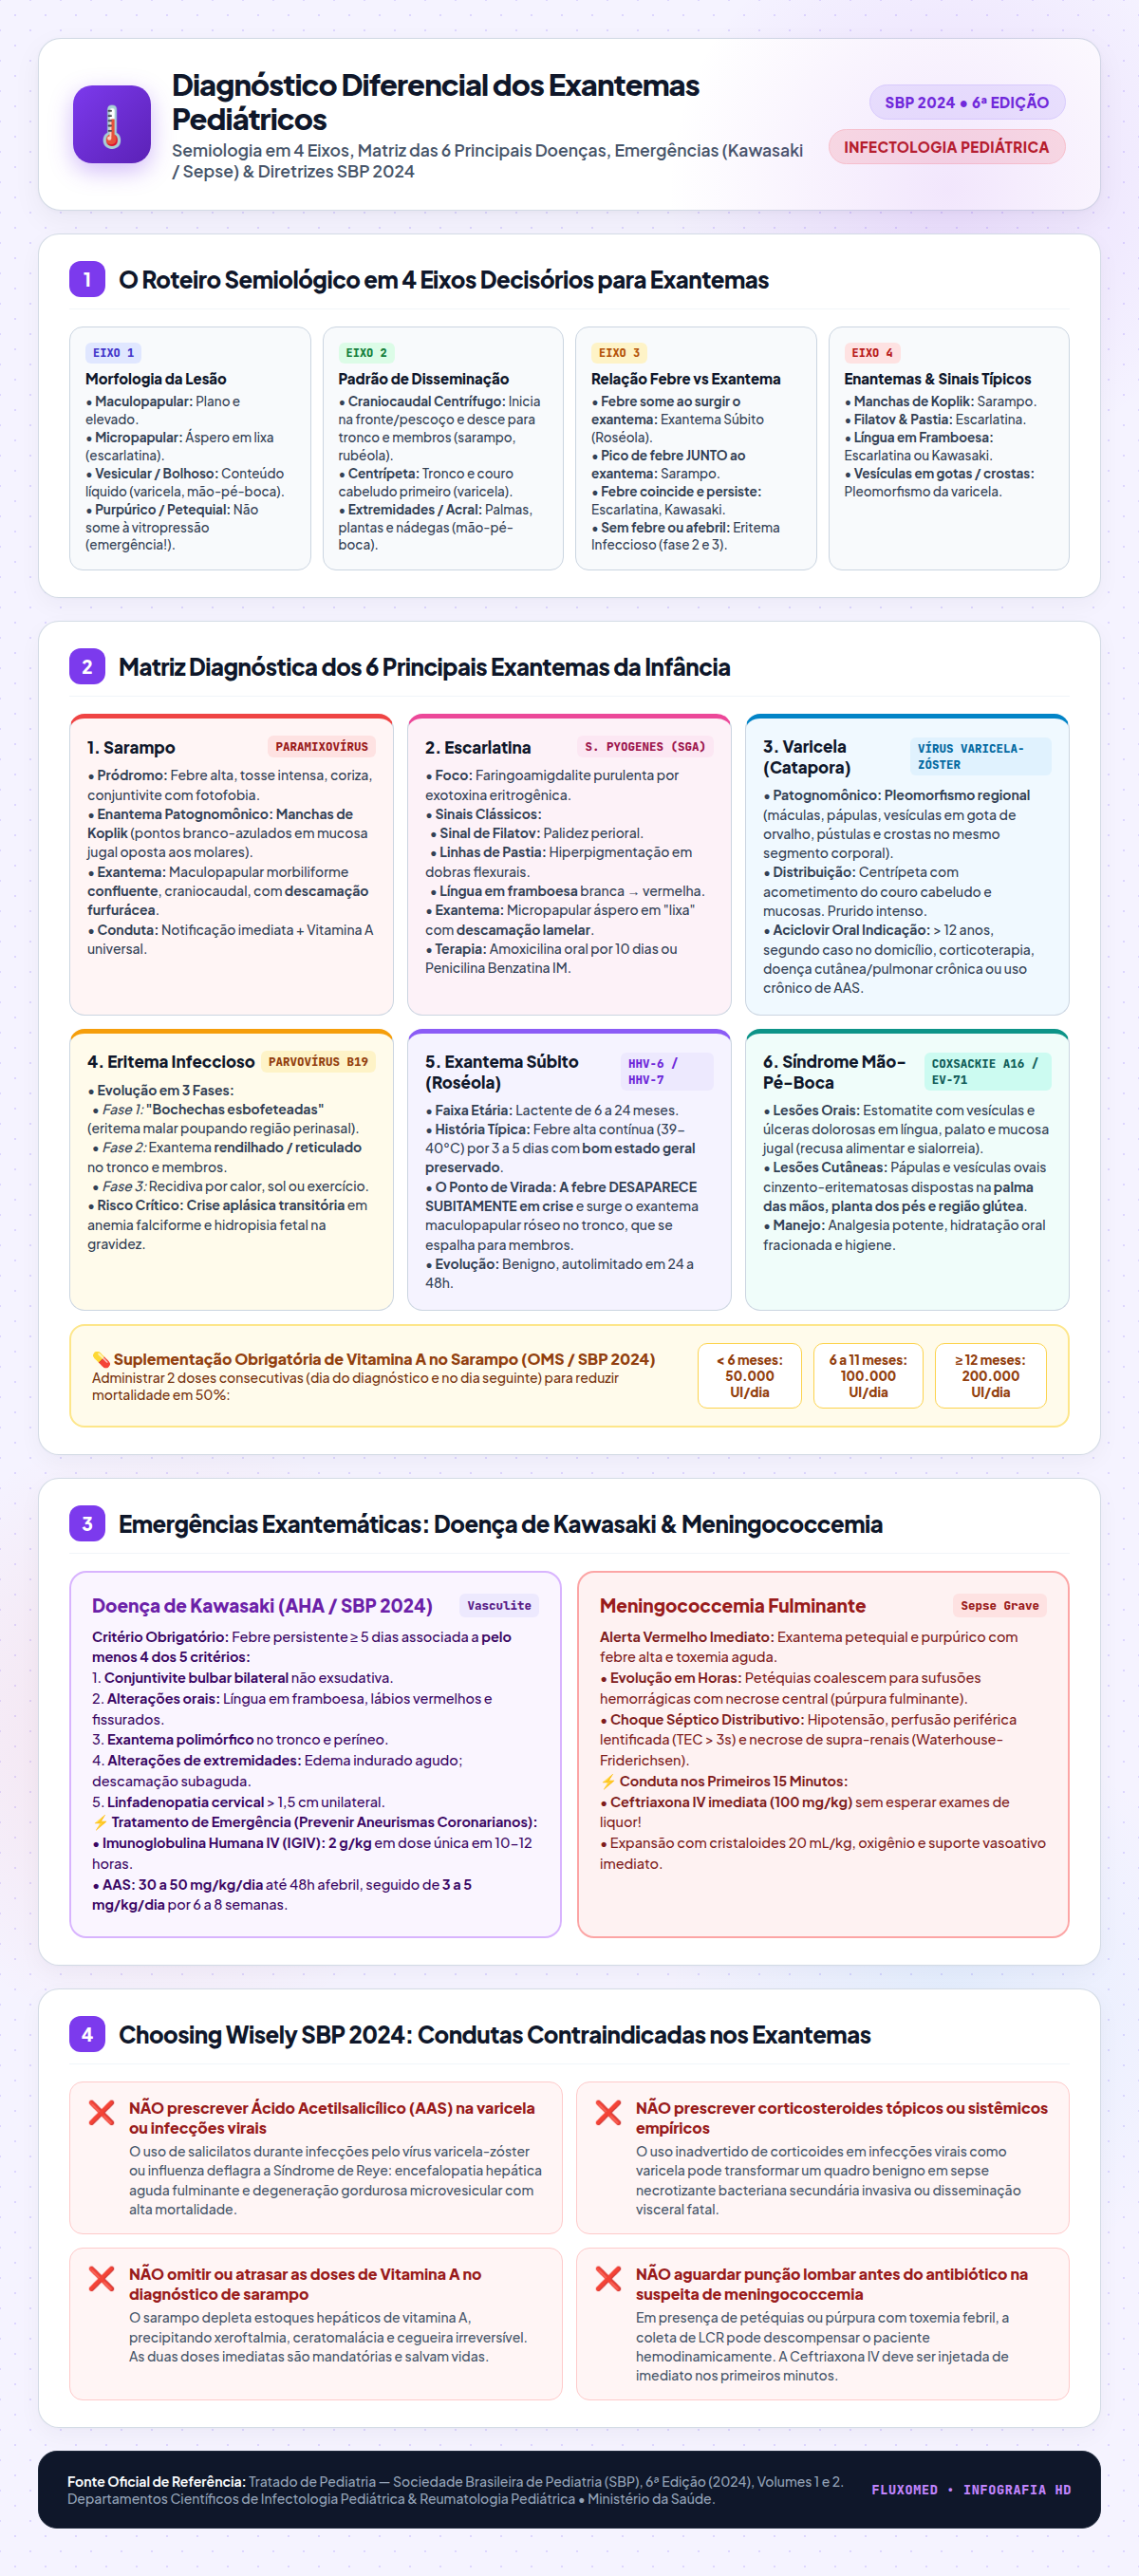 Diagnóstico Diferencial dos Exantemas
Pediátricos
Semiologia em 4 Eixos, Matriz das 6 Principais Doenças, Emergências (Kawasaki
/ Sepse) & Diretrizes SBP 2024
SBP 2024 • 6ª EDIÇÃO
INFECTOLOGIA PEDIÁTRICA
1 O Roteiro Semiológico em 4 Eixos Decisórios para Exantemas
EIXO 1
Morfologia da Lesão
• Maculopapular: Plano e
elevado.
• Micropapular: Áspero em lixa
(escarlatina).
• Vesicular / Bolhoso: Conteúdo
líquido (varicela, mão-pé-boca).
• Purpúrico / Petequial: Não
some à vitropressão
(emergência!).
EIXO 2
Padrão de Disseminação
• Craniocaudal Centrífugo: Inicia
na fronte/pescoço e desce para
tronco e membros (sarampo,
rubéola).
• Centrípeta: Tronco e couro
cabeludo primeiro (varicela).
• Extremidades / Acral: Palmas,
plantas e nádegas (mão-pé-
boca).
EIXO 3
Relação Febre vs Exantema
• Febre some ao surgir o
exantema: Exantema Súbito
(Roséola).
• Pico de febre JUNTO ao
exantema: Sarampo.
• Febre coincide e persiste:
Escarlatina, Kawasaki.
• Sem febre ou afebril: Eritema
Infeccioso (fase 2 e 3).
EIXO 4
Enantemas & Sinais Típicos
• Manchas de Koplik: Sarampo.
• Filatov & Pastia: Escarlatina.
• Língua em Framboesa:
Escarlatina ou Kawasaki.
• Vesículas em gotas / crostas:
Pleomorfismo da varicela.
2 Matriz Diagnóstica dos 6 Principais Exantemas da Infância
1. Sarampo
PARAMIXOVÍRUS
• Pródromo: Febre alta, tosse intensa, coriza,
conjuntivite com fotofobia.
• Enantema Patognomônico: Manchas de
Koplik (pontos branco-azulados em mucosa
jugal oposta aos molares).
• Exantema: Maculopapular morbiliforme
confluente, craniocaudal, com descamação
furfurácea.
• Conduta: Notificação imediata + Vitamina A
universal.
2. Escarlatina
S. PYOGENES (SGA)
• Foco: Faringoamigdalite purulenta por
exotoxina eritrogênica.
• Sinais Clássicos:
• Sinal de Filatov: Palidez perioral.
• Linhas de Pastia: Hiperpigmentação em
dobras flexurais.
• Língua em framboesa branca → vermelha.
• Exantema: Micropapular áspero em "lixa"
com descamação lamelar.
• Terapia: Amoxicilina oral por 10 dias ou
Penicilina Benzatina IM.
3. Varicela
(Catapora)
VÍRUS VARICELA-
ZÓSTER
• Patognomônico: Pleomorfismo regional
(máculas, pápulas, vesículas em gota de
orvalho, pústulas e crostas no mesmo
segmento corporal).
• Distribuição: Centrípeta com
acometimento do couro cabeludo e
mucosas. Prurido intenso.
• Aciclovir Oral Indicação: > 12 anos,
segundo caso no domicílio, corticoterapia,
doença cutânea/pulmonar crônica ou uso
crônico de AAS.
4. Eritema Infeccioso
PARVOVÍRUS B19
• Evolução em 3 Fases:
• Fase 1: "Bochechas esbofeteadas"
(eritema malar poupando região perinasal).
• Fase 2: Exantema rendilhado / reticulado
no tronco e membros.
• Fase 3: Recidiva por calor, sol ou exercício.
• Risco Crítico: Crise aplásica transitória em
anemia falciforme e hidropisia fetal na
gravidez.
5. Exantema Súbito
(Roséola)
HHV-6 /
HHV-7
• Faixa Etária: Lactente de 6 a 24 meses.
• História Típica: Febre alta contínua (39–
40°C) por 3 a 5 dias com bom estado geral
preservado.
• O Ponto de Virada: A febre DESAPARECE
SUBITAMENTE em crise e surge o exantema
maculopapular róseo no tronco, que se
espalha para membros.
• Evolução: Benigno, autolimitado em 24 a
48h.
6. Síndrome Mão-
Pé-Boca
COXSACKIE A16 /
EV-71
• Lesões Orais: Estomatite com vesículas e
úlceras dolorosas em língua, palato e mucosa
jugal (recusa alimentar e sialorreia).
• Lesões Cutâneas: Pápulas e vesículas ovais
cinzento-eritematosas dispostas na palma
das mãos, planta dos pés e região glútea.
• Manejo: Analgesia potente, hidratação oral
fracionada e higiene.
💊 Suplementação Obrigatória de Vitamina A no Sarampo (OMS / SBP 2024)
Administrar 2 doses consecutivas (dia do diagnóstico e no dia seguinte) para reduzir
mortalidade em 50%:
< 6 meses:
50.000
UI/dia
6 a 11 meses:
100.000
UI/dia
≥ 12 meses:
200.000
UI/dia
3 Emergências Exantemáticas: Doença de Kawasaki & Meningococcemia
Doença de Kawasaki (AHA / SBP 2024)
Vasculite
Critério Obrigatório: Febre persistente ≥ 5 dias associada a pelo
menos 4 dos 5 critérios:
1. Conjuntivite bulbar bilateral não exsudativa.
2. Alterações orais: Língua em framboesa, lábios vermelhos e
fissurados.
3. Exantema polimórfico no tronco e períneo.
4. Alterações de extremidades: Edema indurado agudo;
descamação subaguda.
5. Linfadenopatia cervical > 1,5 cm unilateral.
⚡ Tratamento de Emergência (Prevenir Aneurismas Coronarianos):
• Imunoglobulina Humana IV (IGIV): 2 g/kg em dose única em 10–12
horas.
• AAS: 30 a 50 mg/kg/dia até 48h afebril, seguido de 3 a 5
mg/kg/dia por 6 a 8 semanas.
Meningococcemia Fulminante
Sepse Grave
Alerta Vermelho Imediato: Exantema petequial e purpúrico com
febre alta e toxemia aguda.
• Evolução em Horas: Petéquias coalescem para sufusões
hemorrágicas com necrose central (púrpura fulminante).
• Choque Séptico Distributivo: Hipotensão, perfusão periférica
lentificada (TEC > 3s) e necrose de supra-renais (Waterhouse-
Friderichsen).
⚡ Conduta nos Primeiros 15 Minutos:
• Ceftriaxona IV imediata (100 mg/kg) sem esperar exames de
liquor!
• Expansão com cristaloides 20 mL/kg, oxigênio e suporte vasoativo
imediato.
4 Choosing Wisely SBP 2024: Condutas Contraindicadas nos Exantemas
❌ NÃO prescrever Ácido Acetilsalicílico (AAS) na varicela
ou infecções virais
O uso de salicilatos durante infecções pelo vírus varicela-zóster
ou influenza deflagra a Síndrome de Reye: encefalopatia hepática
aguda fulminante e degeneração gordurosa microvesicular com
alta mortalidade.
❌ NÃO prescrever corticosteroides tópicos ou sistêmicos
empíricos
O uso inadvertido de corticoides em infecções virais como
varicela pode transformar um quadro benigno em sepse
necrotizante bacteriana secundária invasiva ou disseminação
visceral fatal.
❌ NÃO omitir ou atrasar as doses de Vitamina A no
diagnóstico de sarampo
O sarampo depleta estoques hepáticos de vitamina A,
precipitando xeroftalmia, ceratomalácia e cegueira irreversível.
As duas doses imediatas são mandatórias e salvam vidas.
❌ NÃO aguardar punção lombar antes do antibiótico na
suspeita de meningococcemia
Em presença de petéquias ou púrpura com toxemia febril, a
coleta de LCR pode descompensar o paciente
hemodinamicamente. A Ceftriaxona IV deve ser injetada de
imediato nos primeiros minutos.
Fonte Oficial de Referência: Tratado de Pediatria — Sociedade Brasileira de Pediatria (SBP), 6ª Edição (2024), Volumes 1 e 2.
Departamentos Científicos de Infectologia Pediátrica & Reumatologia Pediátrica • Ministério da Saúde.
FLUXOMED • INFOGRAFIA HD